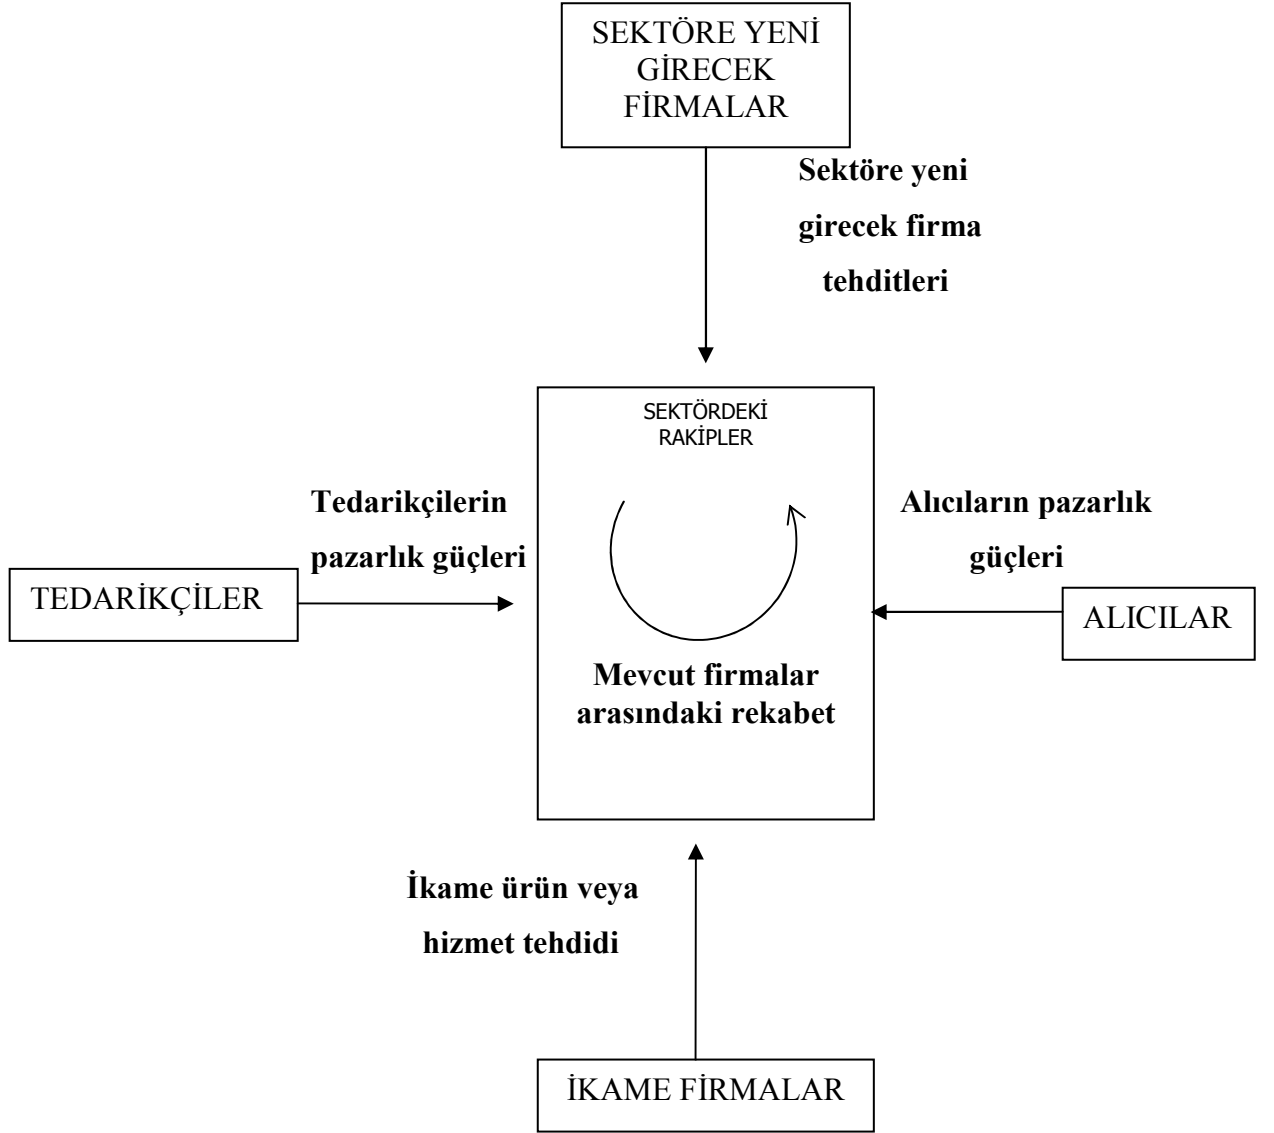 SEKTÖRE YENİ
GİRECEK
FİRMALAR
Sektöre yeni
girecek firma
tehditleri
SEKTÖRDEKİ
RAKİPLER
Tedarikçilerin
pazarlık güçleri
Alıcıların pazarlık
güçleri
TEDARİKÇİLER
ALICILAR
Mevcut firmalar
arasındaki rekabet
İkame ürün veya
hizmet tehdidi
İKAME FİRMALAR